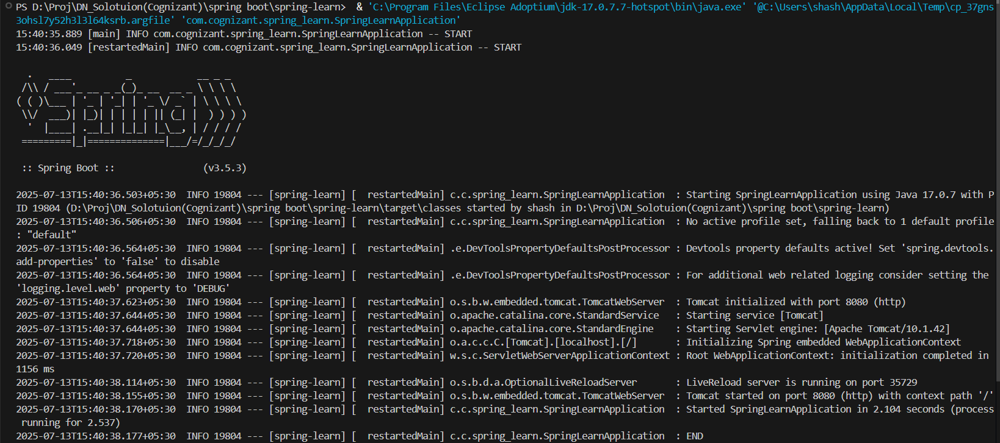 PS D:\Proj\DN_Solotuion(Cognizant)\spring boot\spring-learn>  & 'C:\Program Files\Eclipse Adoptium\jdk-17.0.7.7-hotspot\bin\java.exe' '@C:\Users\shash\AppData\Local\Temp\cp_37gns
3ohsl7y52h3l3l64ksrb.argfile' 'com.cognizant.spring_learn.SpringLearnApplication'
15:40:35.889 [main] INFO com.cognizant.spring_learn.SpringLearnApplication -- START
15:40:36.049 [restartedMain] INFO com.cognizant.spring_learn.SpringLearnApplication -- START

  .   ____          _            __ _ _
 /\\ / ___'_ __ _ _(_)_ __  __ _ \ \ \ \
( ( )\___ | '_ | '_| | '_ \/ _` | \ \ \ \
 \\/  ___)| |_)| | | | | || (_| |  ) ) ) )
  '  |____| .__|_| |_|_| |_\__, | / / / /
 =========|_|==============|___/=/_/_/_/

 :: Spring Boot ::                (v3.5.3)

2025-07-13T15:40:36.503+05:30  INFO 19804 --- [spring-learn] [  restartedMain] c.c.spring_learn.SpringLearnApplication  : Starting SpringLearnApplication using Java 17.0.7 with P
ID 19804 (D:\Proj\DN_Solotuion(Cognizant)\spring boot\spring-learn\target\classes started by shash in D:\Proj\DN_Solotuion(Cognizant)\spring boot\spring-learn)
2025-07-13T15:40:36.506+05:30  INFO 19804 --- [spring-learn] [  restartedMain] c.c.spring_learn.SpringLearnApplication  : No active profile set, falling back to 1 default profile
: "default"
2025-07-13T15:40:36.564+05:30  INFO 19804 --- [spring-learn] [  restartedMain] .e.DevToolsPropertyDefaultsPostProcessor : Devtools property defaults active! Set 'spring.devtools.
add-properties' to 'false' to disable
2025-07-13T15:40:36.564+05:30  INFO 19804 --- [spring-learn] [  restartedMain] .e.DevToolsPropertyDefaultsPostProcessor : For additional web related logging consider setting the
'logging.level.web' property to 'DEBUG'
2025-07-13T15:40:37.623+05:30  INFO 19804 --- [spring-learn] [  restartedMain] o.s.b.w.embedded.tomcat.TomcatWebServer  : Tomcat initialized with port 8080 (http)
2025-07-13T15:40:37.644+05:30  INFO 19804 --- [spring-learn] [  restartedMain] o.apache.catalina.core.StandardService   : Starting service [Tomcat]
2025-07-13T15:40:37.644+05:30  INFO 19804 --- [spring-learn] [  restartedMain] o.apache.catalina.core.StandardEngine    : Starting Servlet engine: [Apache Tomcat/10.1.42]
2025-07-13T15:40:37.718+05:30  INFO 19804 --- [spring-learn] [  restartedMain] o.a.c.c.C.[Tomcat].[localhost].[/]       : Initializing Spring embedded WebApplicationContext
2025-07-13T15:40:37.720+05:30  INFO 19804 --- [spring-learn] [  restartedMain] w.s.c.ServletWebServerApplicationContext : Root WebApplicationContext: initialization completed in
1156 ms
2025-07-13T15:40:38.114+05:30  INFO 19804 --- [spring-learn] [  restartedMain] o.s.b.d.a.OptionalLiveReloadServer       : LiveReload server is running on port 35729
2025-07-13T15:40:38.155+05:30  INFO 19804 --- [spring-learn] [  restartedMain] o.s.b.w.embedded.tomcat.TomcatWebServer  : Tomcat started on port 8080 (http) with context path '/'
2025-07-13T15:40:38.170+05:30  INFO 19804 --- [spring-learn] [  restartedMain] c.c.spring_learn.SpringLearnApplication  : Started SpringLearnApplication in 2.104 seconds (process
 running for 2.537)
2025-07-13T15:40:38.177+05:30  INFO 19804 --- [spring-learn] [  restartedMain] c.c.spring_learn.SpringLearnApplication  : END